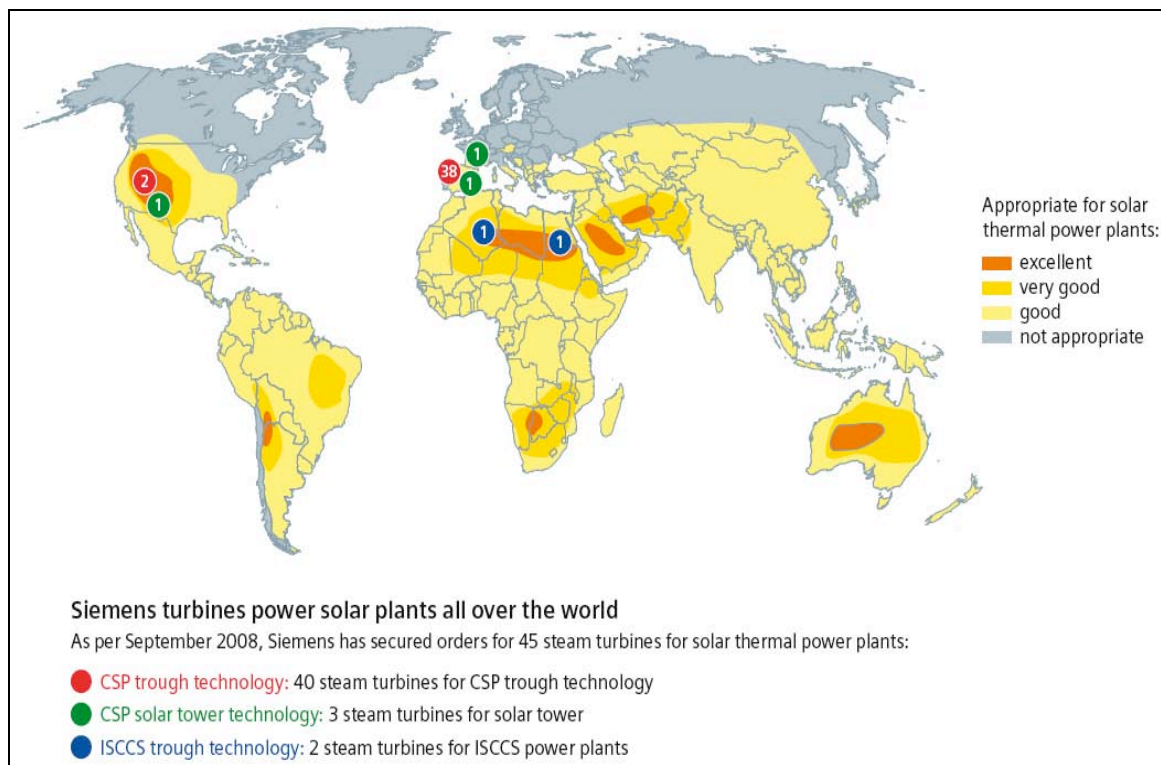 2
1
38
1
1
1
1
Appropriate for solar
thermal power plants:
excellent
very good
good
not appropriate
Siemens turbines power solar plants all over the world
As per September 2008, Siemens has secured orders for 45 steam turbines for solar thermal power plants:
CSP trough technology: 40 steam turbines for CSP trough technology
CSP solar tower technology: 3 steam turbines for solar tower
ISCCS trough technology: 2 steam turbines for ISCCS power plants